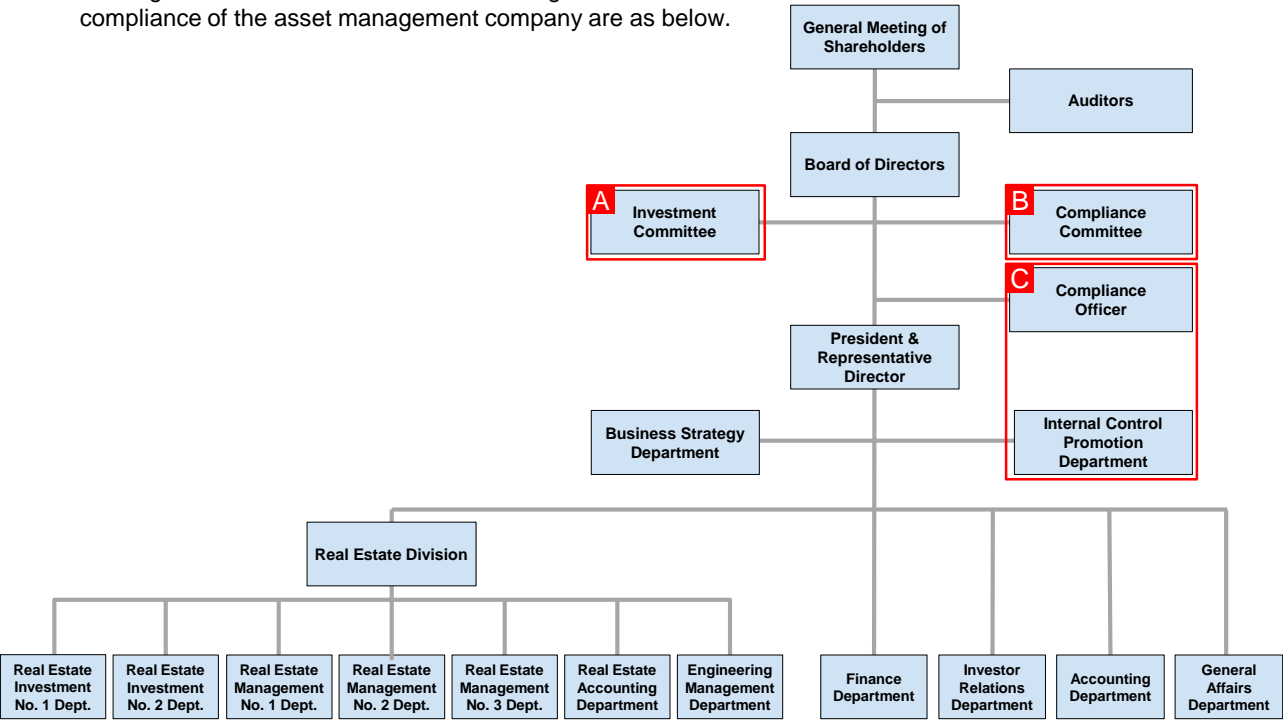 compliance of the asset management company are as below.
General Meeting of
Shareholders
Auditors
Board of Directors
A
Investment
Committee
B
Compliance
Committee
C
Compliance
Officer
President &
Representative
Director
Business Strategy
Department
Internal Control
Promotion
Department
Real Estate Division
Real Estate
Investment
No. 1 Dept.
Real Estate
Investment
No. 2 Dept.
Real Estate
Management
No. 1 Dept.
Real Estate
Management
No. 2 Dept.
Real Estate
Management
No. 3 Dept.
Real Estate
Accounting
Department
Engineering
Management
Department
Finance
Department
Investor
Relations
Department
Accounting
Department
General
Affairs
Department